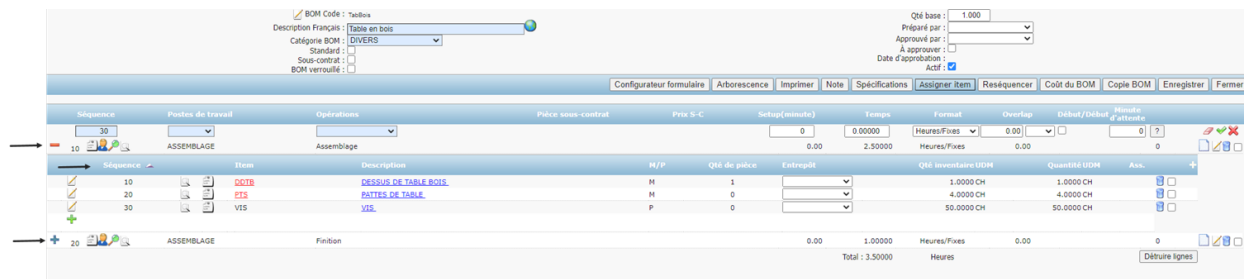 BOM Code : TabBois
Qté base : 1.000
Description Français : Table en bois
Préparé par :
Catégorie BOM : DIVERS
Approuvé par :
Standard :
À approuver :
Sous-contrat :
Date d'approbation :
BOM verrouillé :
Actif :
Configurateur formulaire Arborescence Imprimer Note Spécifications Assigner item Reséquencer Coût du BOM Copie BOM Enregistrer Fermer
Séquence Postes de travail Opérations Pièce sous-contrat Prix S-C Setup(minute) Temps Format Overlap Début/Début Minute d'attente
30 0 0.00000 Heures/Fixes 0.00 0 ?
10 ASSEMBLAGE Assemblage 0.00 2.50000 Heures/Fixes 0.00 0
Séquence Item Description M/P Qté de pièce Entrepôt Qté inventaire UDM Quantité UDM Ass.
10 DDTB DESSUS DE TABLE BOIS M 1 1.0000 CH 1.0000 CH
20 PTS PATTES DE TABLE M 0 4.0000 CH 4.0000 CH
30 VIS VIS P 0 50.0000 CH 50.0000 CH
20 ASSEMBLAGE Finition 0.00 1.00000 Heures/Fixes 0.00 0
Total : 3.50000 Heures Détruire lignes